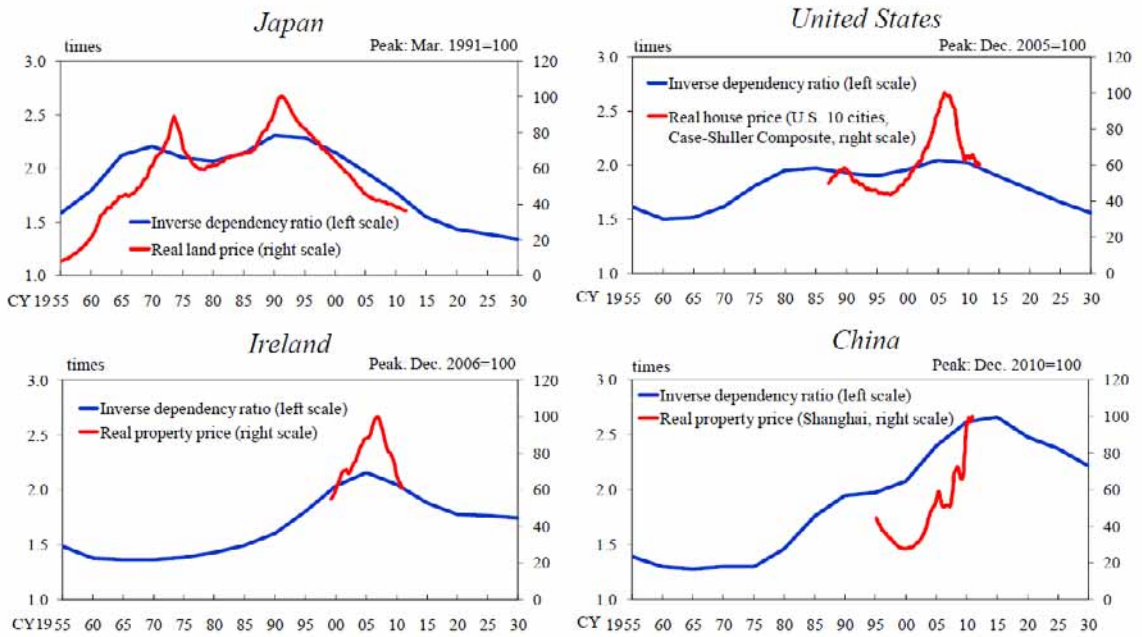 Japan
times
Peak: Mar. 1991=100
3.0
2.5
2.0
1.5
1.0
120
100
80
60
40
20
0
Inverse dependency ratio (left scale)
Real land price (right scale)
CY 1955 60 65 70 75 80 85 90 95 00 05 10 15 20 25 30
United States
times
Peak: Dec. 2005=100
3.0
2.5
2.0
1.5
1.0
120
100
80
60
40
20
0
Inverse dependency ratio (left scale)
Real house price (U.S. 10 cities,
Case-Shiller Composite, right scale)
CY 1955 60 65 70 75 80 85 90 95 00 05 10 15 20 25 30
Ireland
times
Peak. Dec. 2006=100
3.0
2.5
2.0
1.5
1.0
120
100
80
60
40
20
0
Inverse dependency ratio (left scale)
Real property price (right scale)
CY 1955 60 65 70 75 80 85 90 95 00 05 10 15 20 25 30
China
times
Peak: Dec. 2010=100
3.0
2.5
2.0
1.5
1.0
120
100
80
60
40
20
0
Inverse dependency ratio (left scale)
Real property price (Shanghai, right scale)
CY 1955 60 65 70 75 80 85 90 95 00 05 10 15 20 25 30